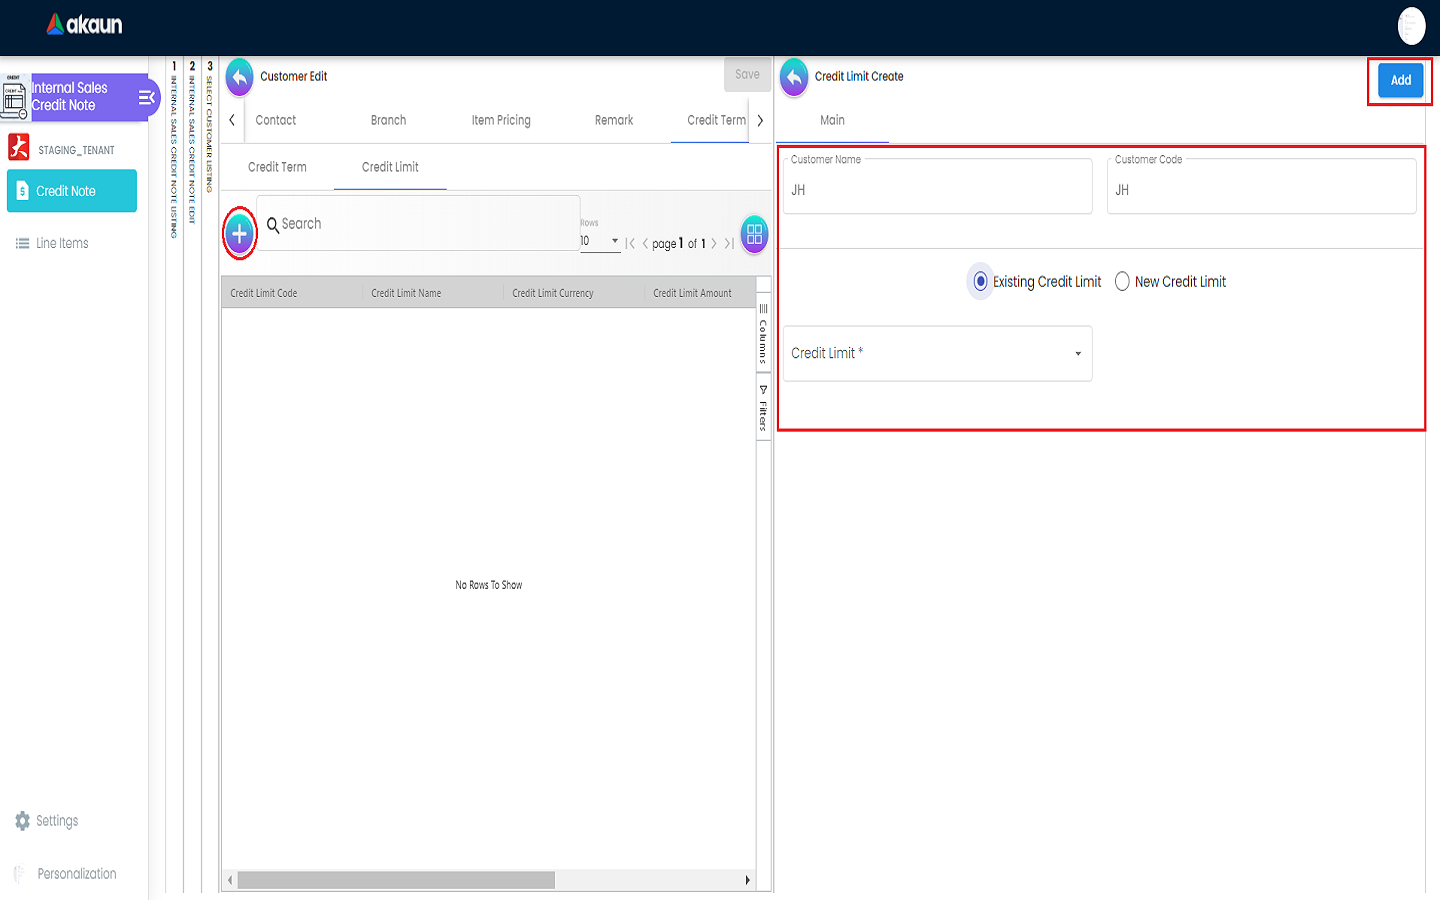 akaun
CREDIT
Internal Sales
Credit Note
STAGING_TENANT
Credit Note
Line Items
Settings
Personalization
1 INTERNAL SALES CREDIT NOTE LISTING
2 INTERNAL SALES CREDIT NOTE EDIT
3 SELECT CUSTOMER LISTING
Customer Edit
Save
Contact Branch Item Pricing Remark Credit Term
Credit Term Credit Limit
Search
Rows
10
page 1 of 1
Credit Limit Code Credit Limit Name Credit Limit Currency Credit Limit Amount
Columns
Filters
No Rows To Show
Credit Limit Create
Add
Main
Customer Name
JH
Customer Code
JH
Existing Credit Limit New Credit Limit
Credit Limit *